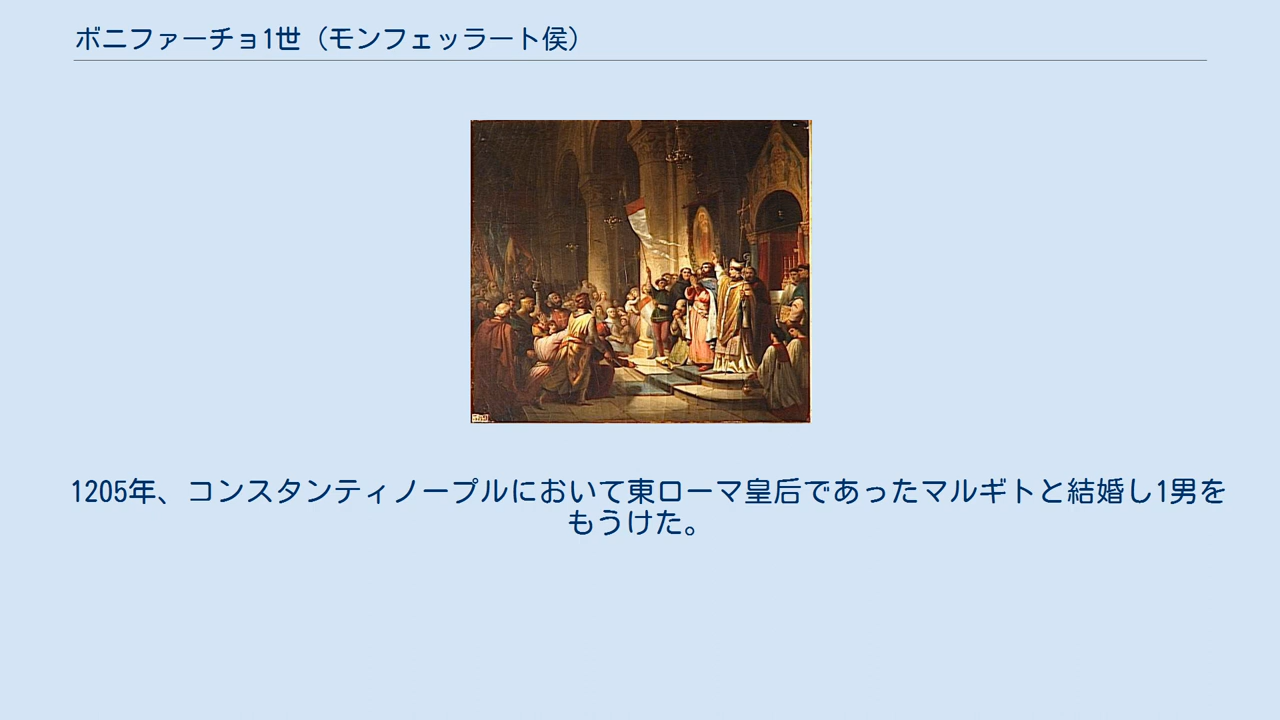 ボニファーチョ1世（モンフェッラート侯）
1205年、コンスタンティノープルにおいて東ローマ皇后であったマルギトと結婚し1男を
もうけた。